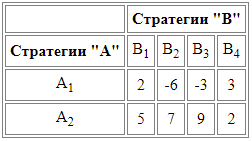 Стратегии "B"
Стратегии "A" B1 B2 B3 B4
A1 2 -6 -3 3
A2 5 7 9 2